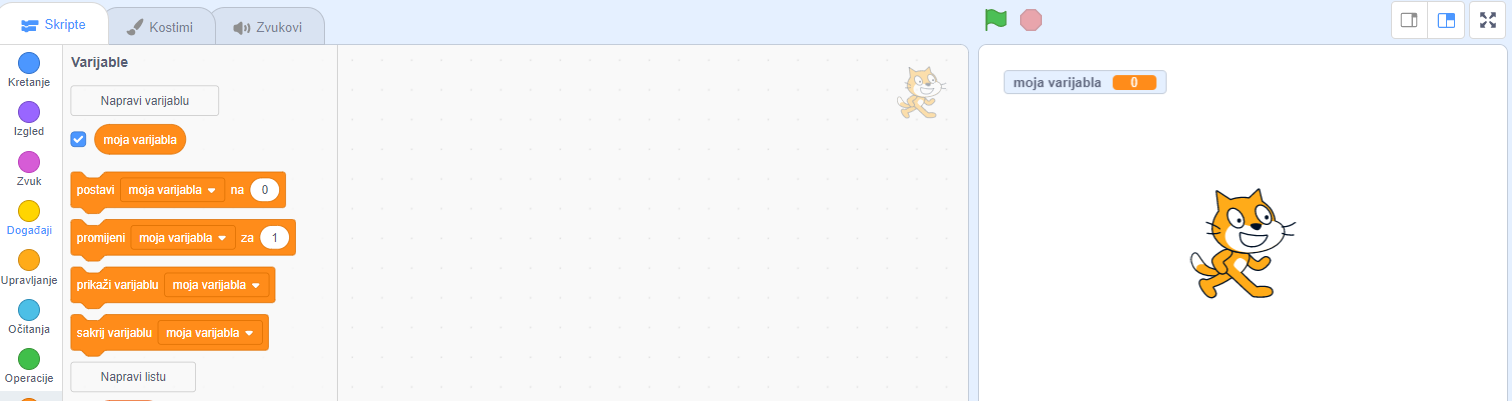 Skripte
Kostimi
Zvukovi
Kretanje
Izgled
Zvuk
Događaji
Upravljanje
Očitanja
Operacije
Varijable
Napravi varijablu
moja varijabla
postavi moja varijabla na 0
promijeni moja varijabla za 1
prikaži varijablu moja varijabla
sakrij varijablu moja varijabla
Napravi listu
moja varijabla 0